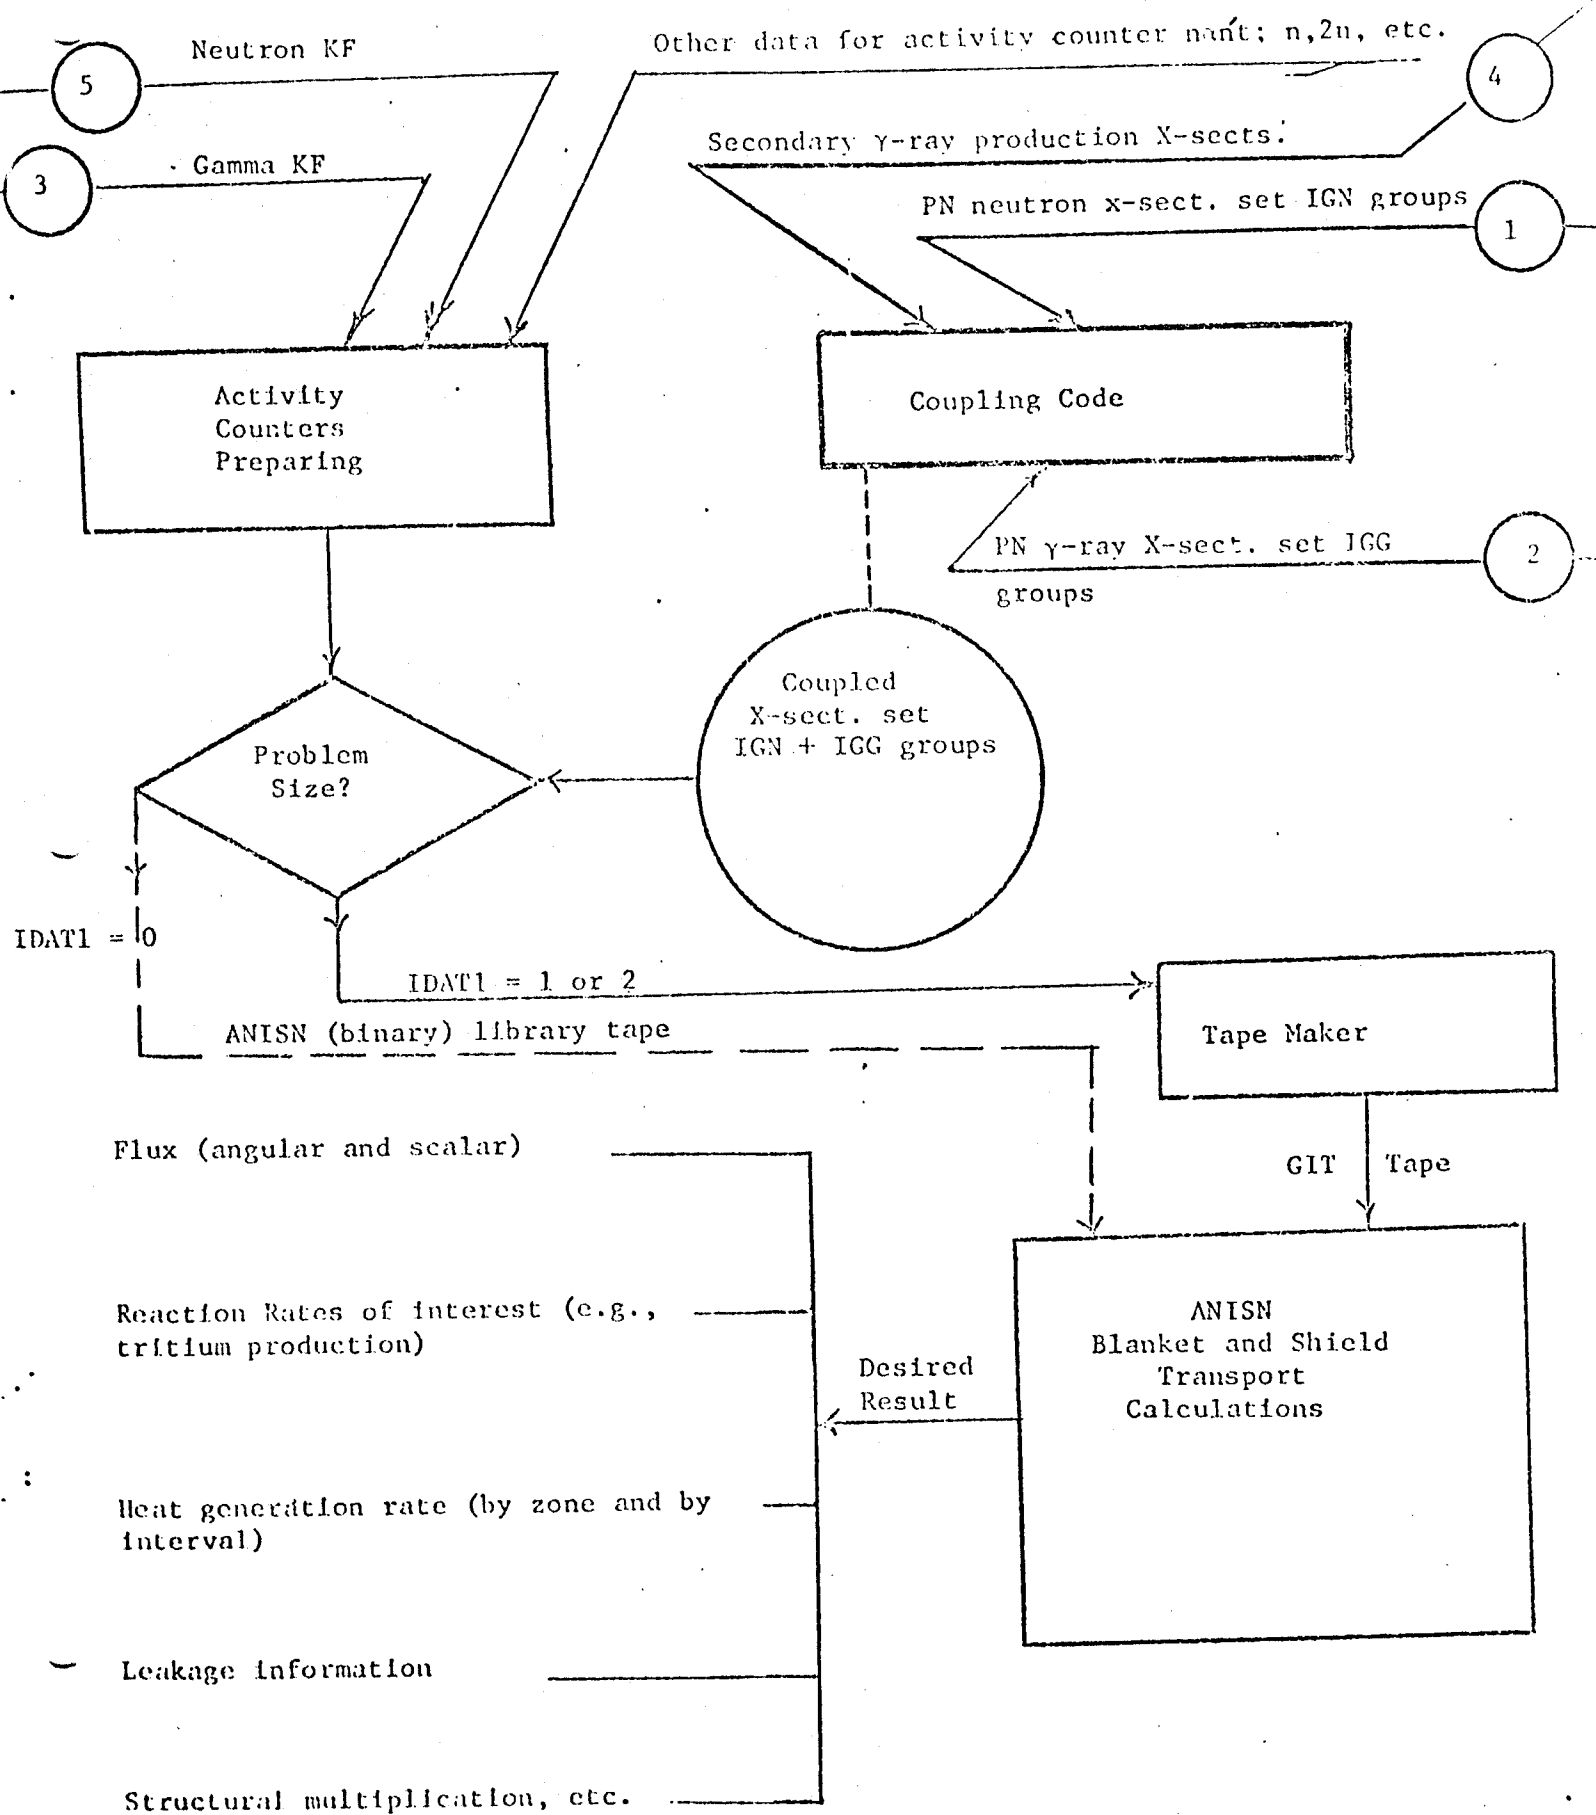 5
Neutron KF
Other data for activity counter nańt; n,2n, etc.
4
3
Gamma KF
Secondary γ-ray production X-sects.
PN neutron x-sect. set IGN groups
1
Activity
Counters
Preparing
Coupling Code
PN γ-ray X-sect. set IGG
groups
2
Coupled
X-sect. set
IGN + IGG groups
Problem
Size?
IDAT1 = 0
IDAT1 = 1 or 2
ANISN (binary) library tape
Tape Maker
GIT Tape
Flux (angular and scalar)
Reaction Rates of interest (e.g.,
tritium production)
Desired
Result
ANISN
Blanket and Shield
Transport
Calculations
Heat generation rate (by zone and by
interval)
Leakage information
Structural multiplication, etc.